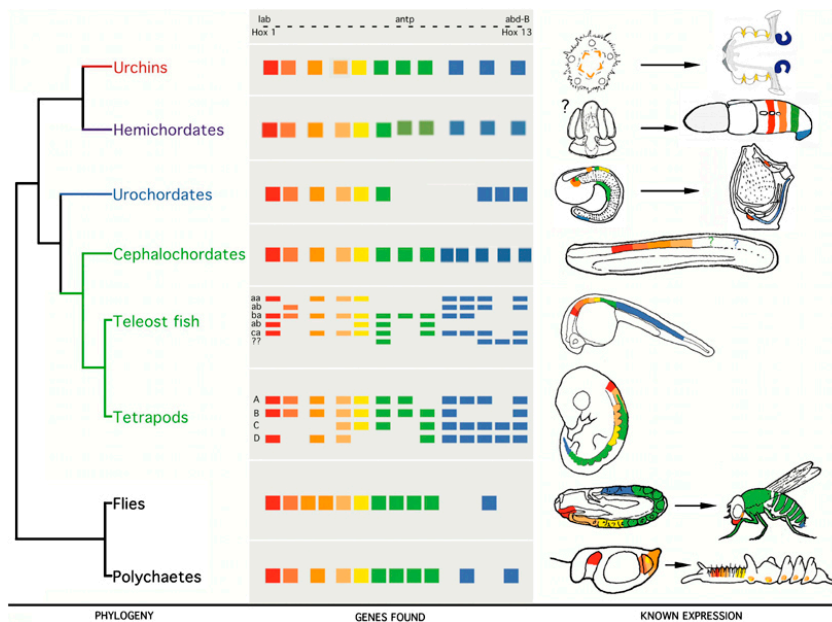 lab antp abd-B
Hox 1 Hox 13
Urchins
?
Hemichordates
Urochordates
Cephalochordates
? ?
aa
ab
ba
Teleost fish
ab
ca
??
A
B
Tetrapods
C
D
Flies
Polychaetes
PHYLOGENY GENES FOUND KNOWN EXPRESSION